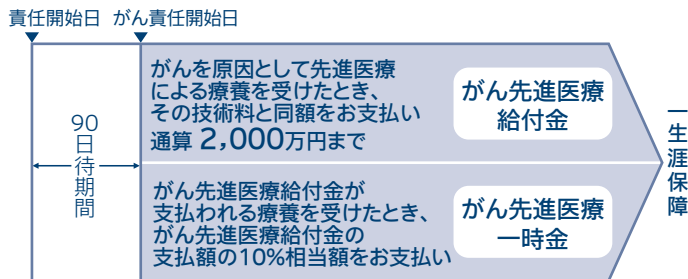 責任開始日 がん責任開始日
90日待期間
がんを原因として先進医療
による療養を受けたとき、
その技術料と同額をお支払い
通算 2,000万円まで
がん先進医療
給付金
がん先進医療給付金が
支払われる療養を受けたとき、
がん先進医療給付金の
支払額の10%相当額をお支払い
がん先進医療
一時金
一生涯保障